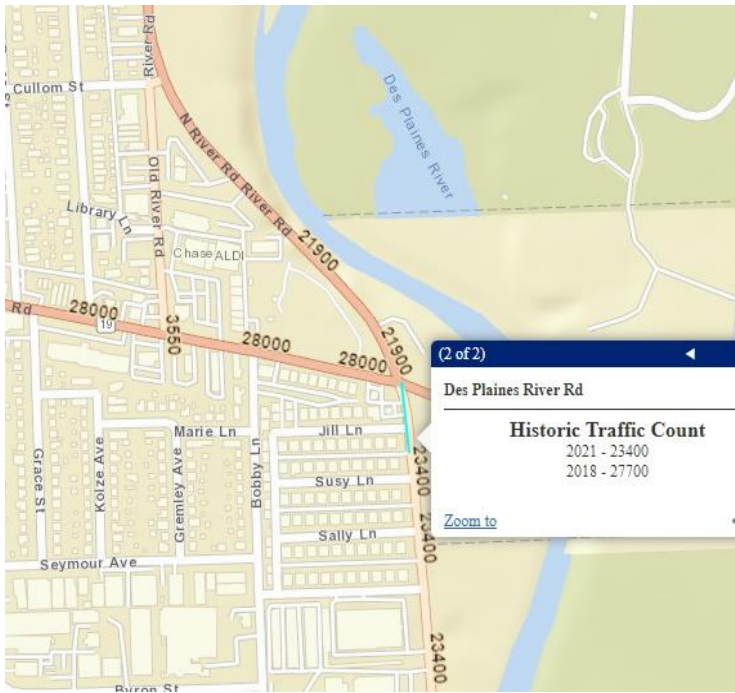 River Rd
Cullom St
N River Rd River Rd
Des Plaines River
Old River Rd
Library Ln
Chase ALDI
21900
Rd
28000
19
3550
28000
28000
21900
(2 of 2)
Des Plaines River Rd
Historic Traffic Count
2021 - 23400
2018 - 27700
Zoom to
Grace St
Kolze Ave
Gremley Ave
Marie Ln
Bobby Ln
Jill Ln
Susy Ln
Sally Ln
23400
23400
23400
Seymour Ave
Byron St